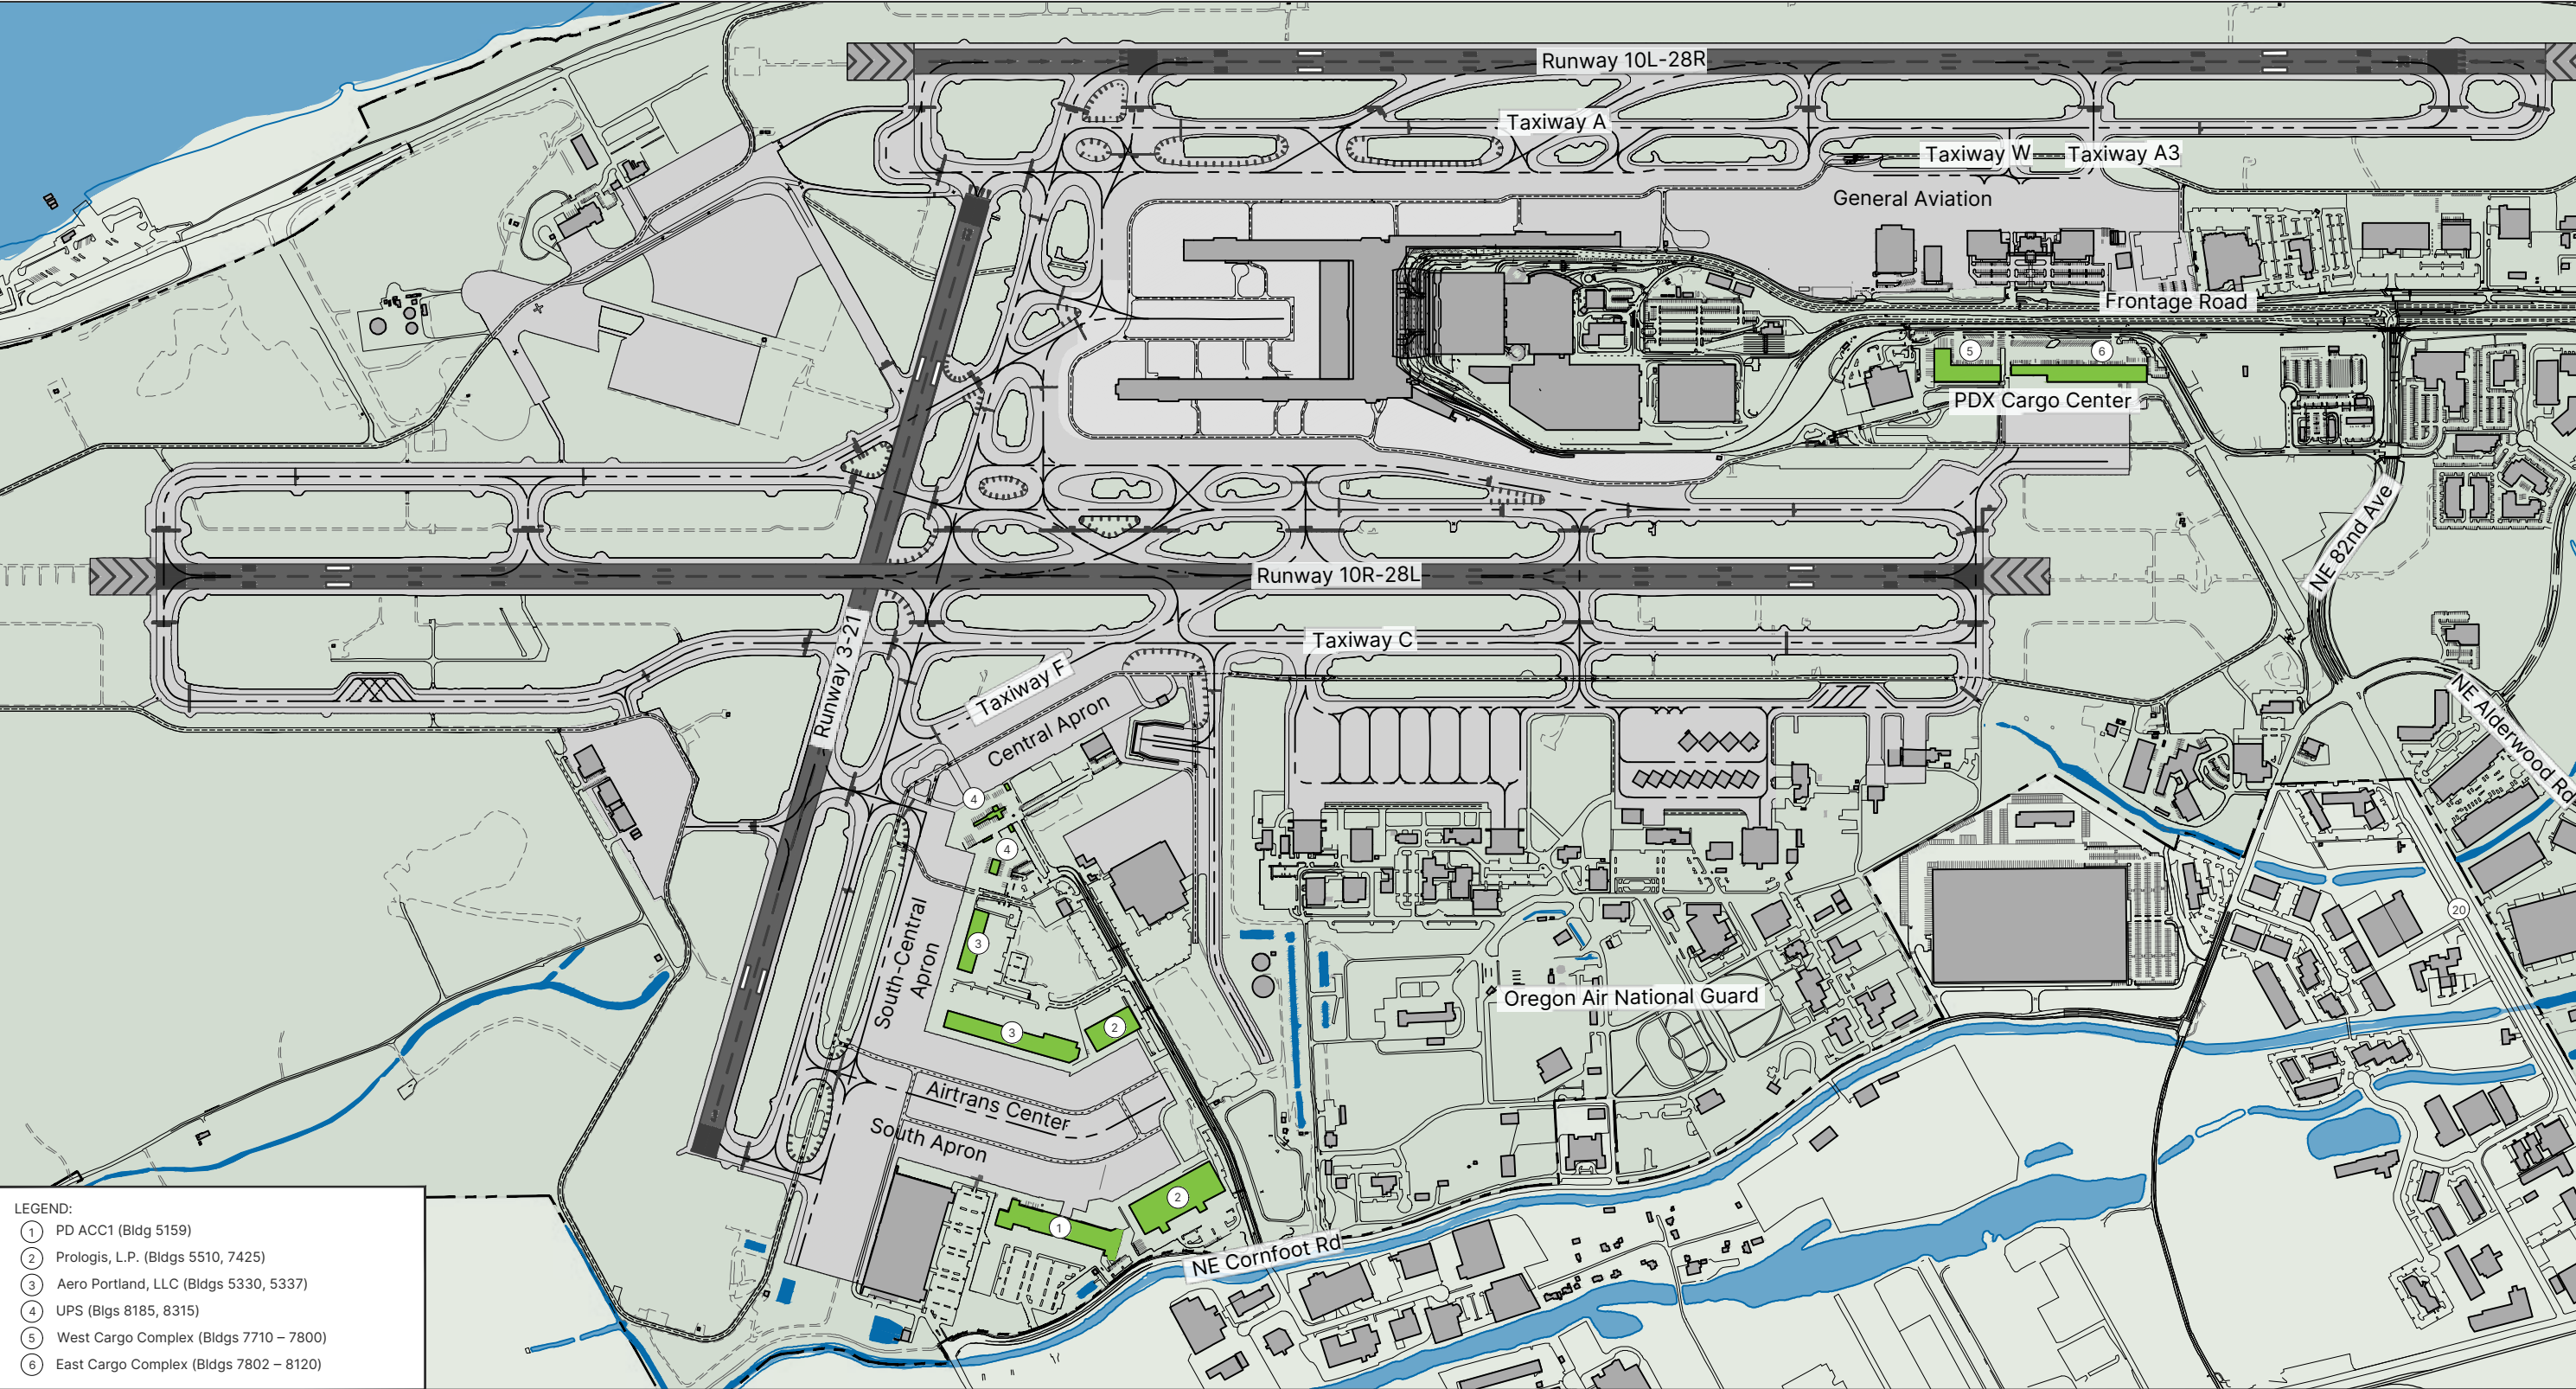 Runway 10L-28R
Taxiway A
Taxiway W
Taxiway A3
General Aviation
Frontage Road
5
6
PDX Cargo Center
NE 82nd Ave
Runway 10R-28L
Runway 3-21
Taxiway C
Taxiway F
Central Apron
NE Alderwood Rd
4
4
20
South-Central
Apron
3
Oregon Air National Guard
3
2
Airtrans Center
South Apron
2
1
NE Cornfoot Rd
LEGEND:
1 PD ACC1 (Bldg 5159)
2 Prologis, L.P. (Bldgs 5510, 7425)
3 Aero Portland, LLC (Bldgs 5330, 5337)
4 UPS (Blgs 8185, 8315)
5 West Cargo Complex (Bldgs 7710 – 7800)
6 East Cargo Complex (Bldgs 7802 – 8120)